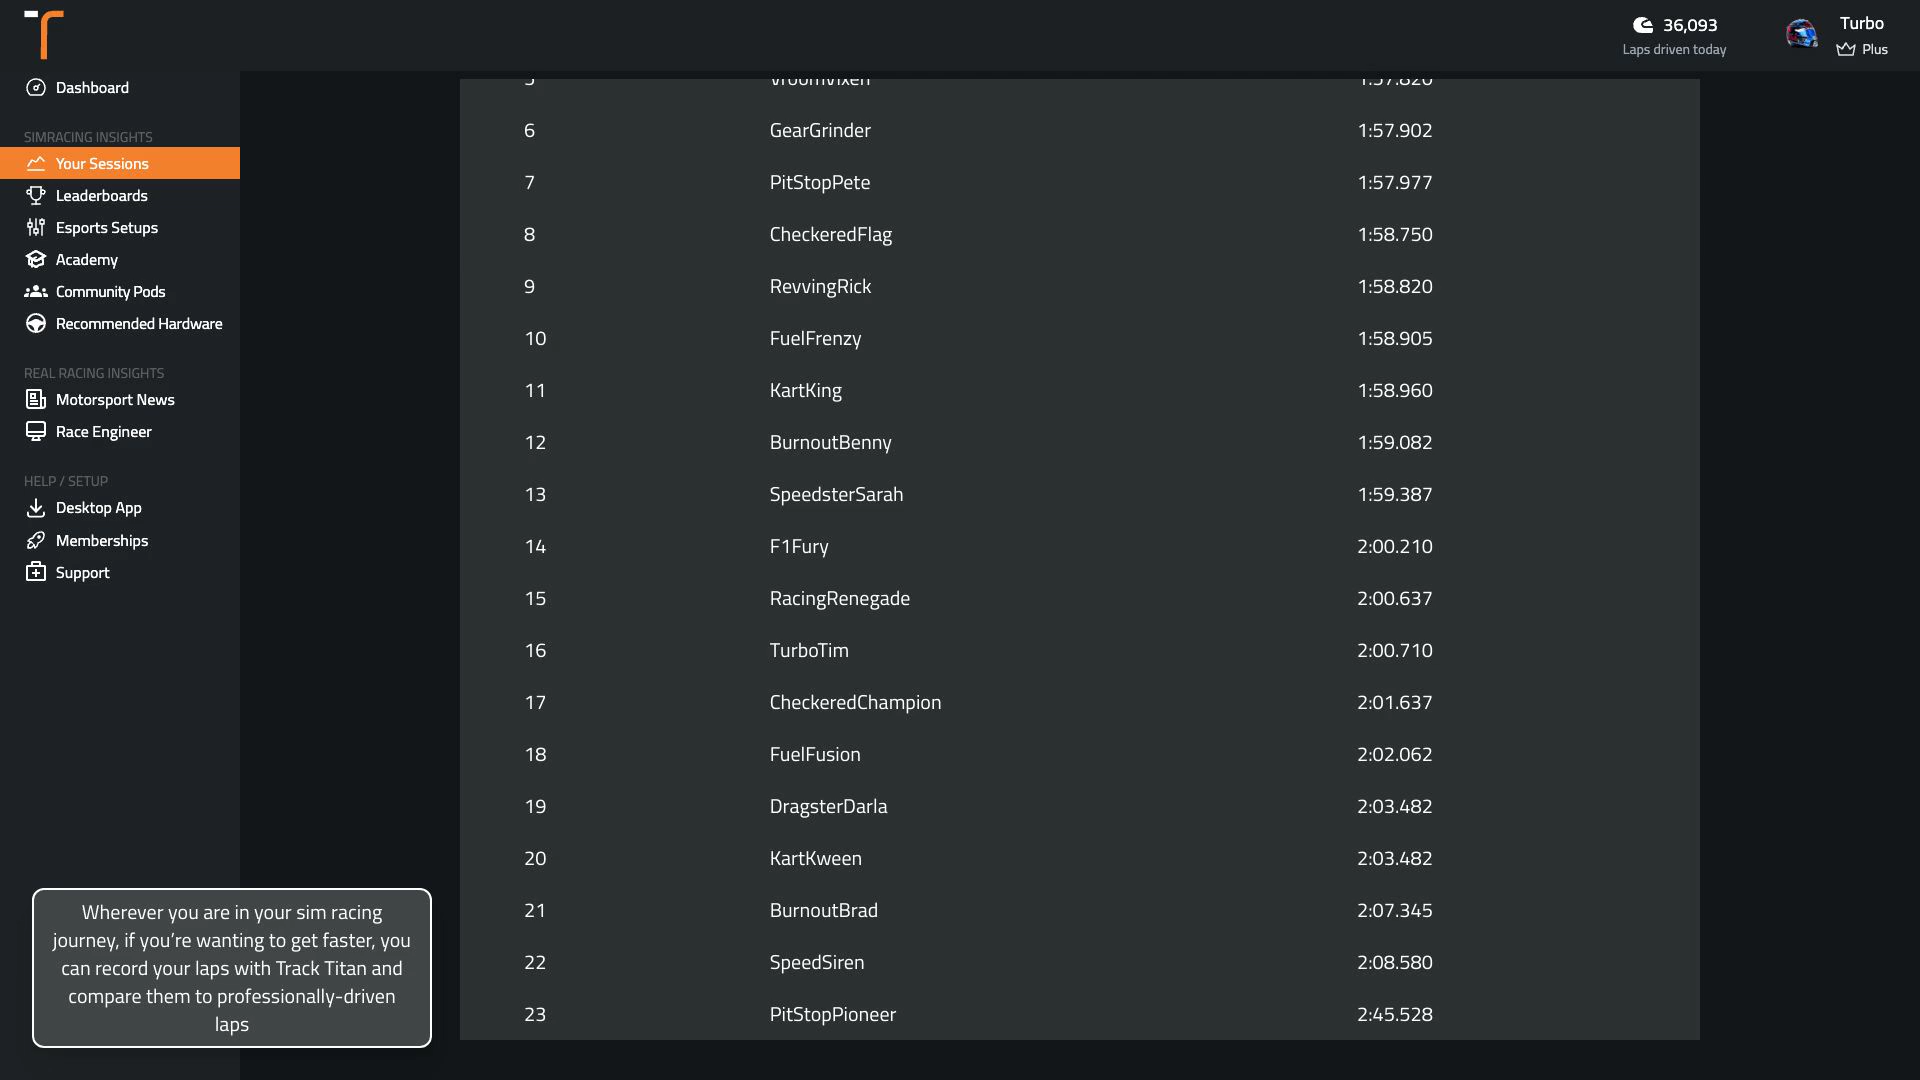 36,093
Laps driven today
Turbo
Plus
Dashboard
SIMRACING INSIGHTS
Your Sessions
Leaderboards
Esports Setups
Academy
Community Pods
Recommended Hardware
REAL RACING INSIGHTS
Motorsport News
Race Engineer
HELP / SETUP
Desktop App
Memberships
Support
5 VroomVixen 1:57.820
6 GearGrinder 1:57.902
7 PitStopPete 1:57.977
8 CheckeredFlag 1:58.750
9 RevvingRick 1:58.820
10 FuelFrenzy 1:58.905
11 KartKing 1:58.960
12 BurnoutBenny 1:59.082
13 SpeedsterSarah 1:59.387
14 F1Fury 2:00.210
15 RacingRenegade 2:00.637
16 TurboTim 2:00.710
17 CheckeredChampion 2:01.637
18 FuelFusion 2:02.062
19 DragsterDarla 2:03.482
20 KartKween 2:03.482
21 BurnoutBrad 2:07.345
22 SpeedSiren 2:08.580
23 PitStopPioneer 2:45.528
Wherever you are in your sim racing
journey, if you’re wanting to get faster, you
can record your laps with Track Titan and
compare them to professionally-driven
laps